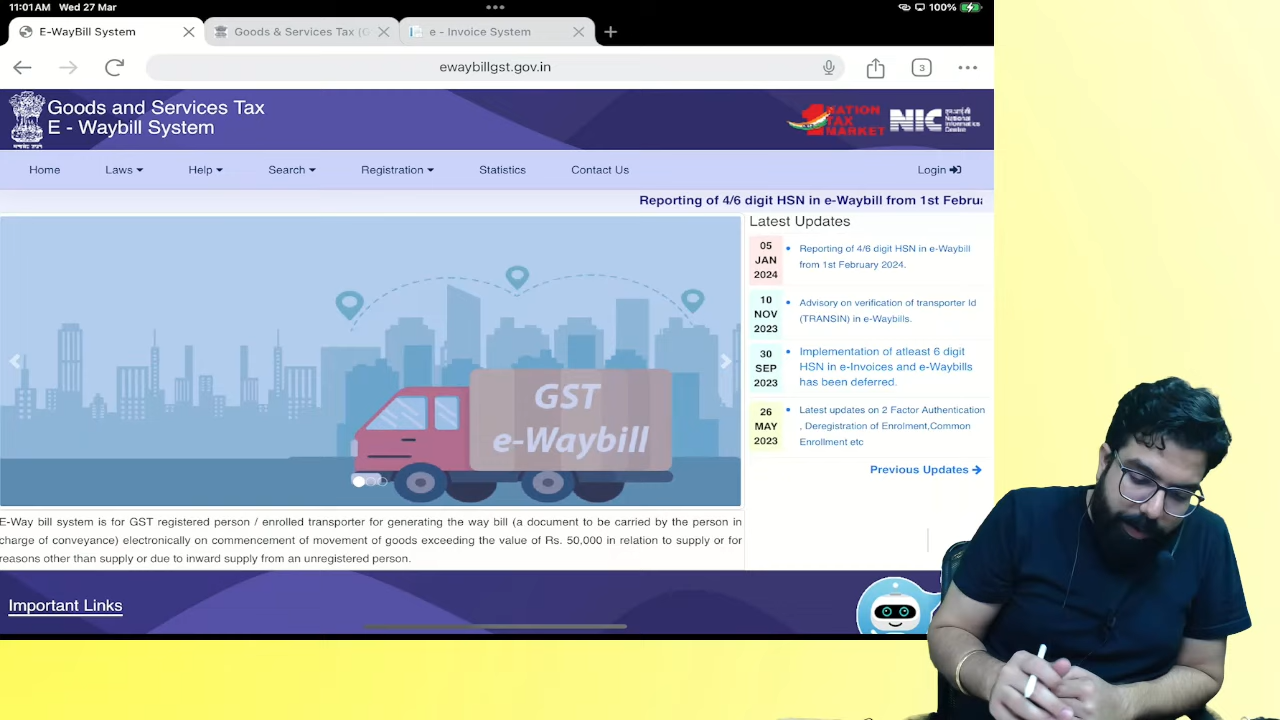 11:01 AM Wed 27 Mar
100%
E-WayBill System
Goods & Services Tax (G
e - Invoice System
ewaybillgst.gov.in
3
Goods and Services Tax
E - Waybill System
NATION
TAX
MARKET
NIC
National
Informatics
Centre
Home
Laws
Help
Search
Registration
Statistics
Contact Us
Login
Reporting of 4/6 digit HSN in e-Waybill from 1st Februa
Latest Updates
05
JAN
2024
Reporting of 4/6 digit HSN in e-Waybill
from 1st February 2024.
10
NOV
2023
Advisory on verification of transporter Id
(TRANSIN) in e-Waybills.
30
SEP
2023
Implementation of atleast 6 digit
HSN in e-Invoices and e-Waybills
has been deferred.
26
MAY
2023
Latest updates on 2 Factor Authentication
, Deregistration of Enrolment,Common
Enrollment etc
Previous Updates
GST
e-Waybill
E-Way bill system is for GST registered person / enrolled transporter for generating the way bill (a document to be carried by the person in
charge of conveyance) electronically on commencement of movement of goods exceeding the value of Rs. 50,000 in relation to supply or for
reasons other than supply or due to inward supply from an unregistered person.
Important Links